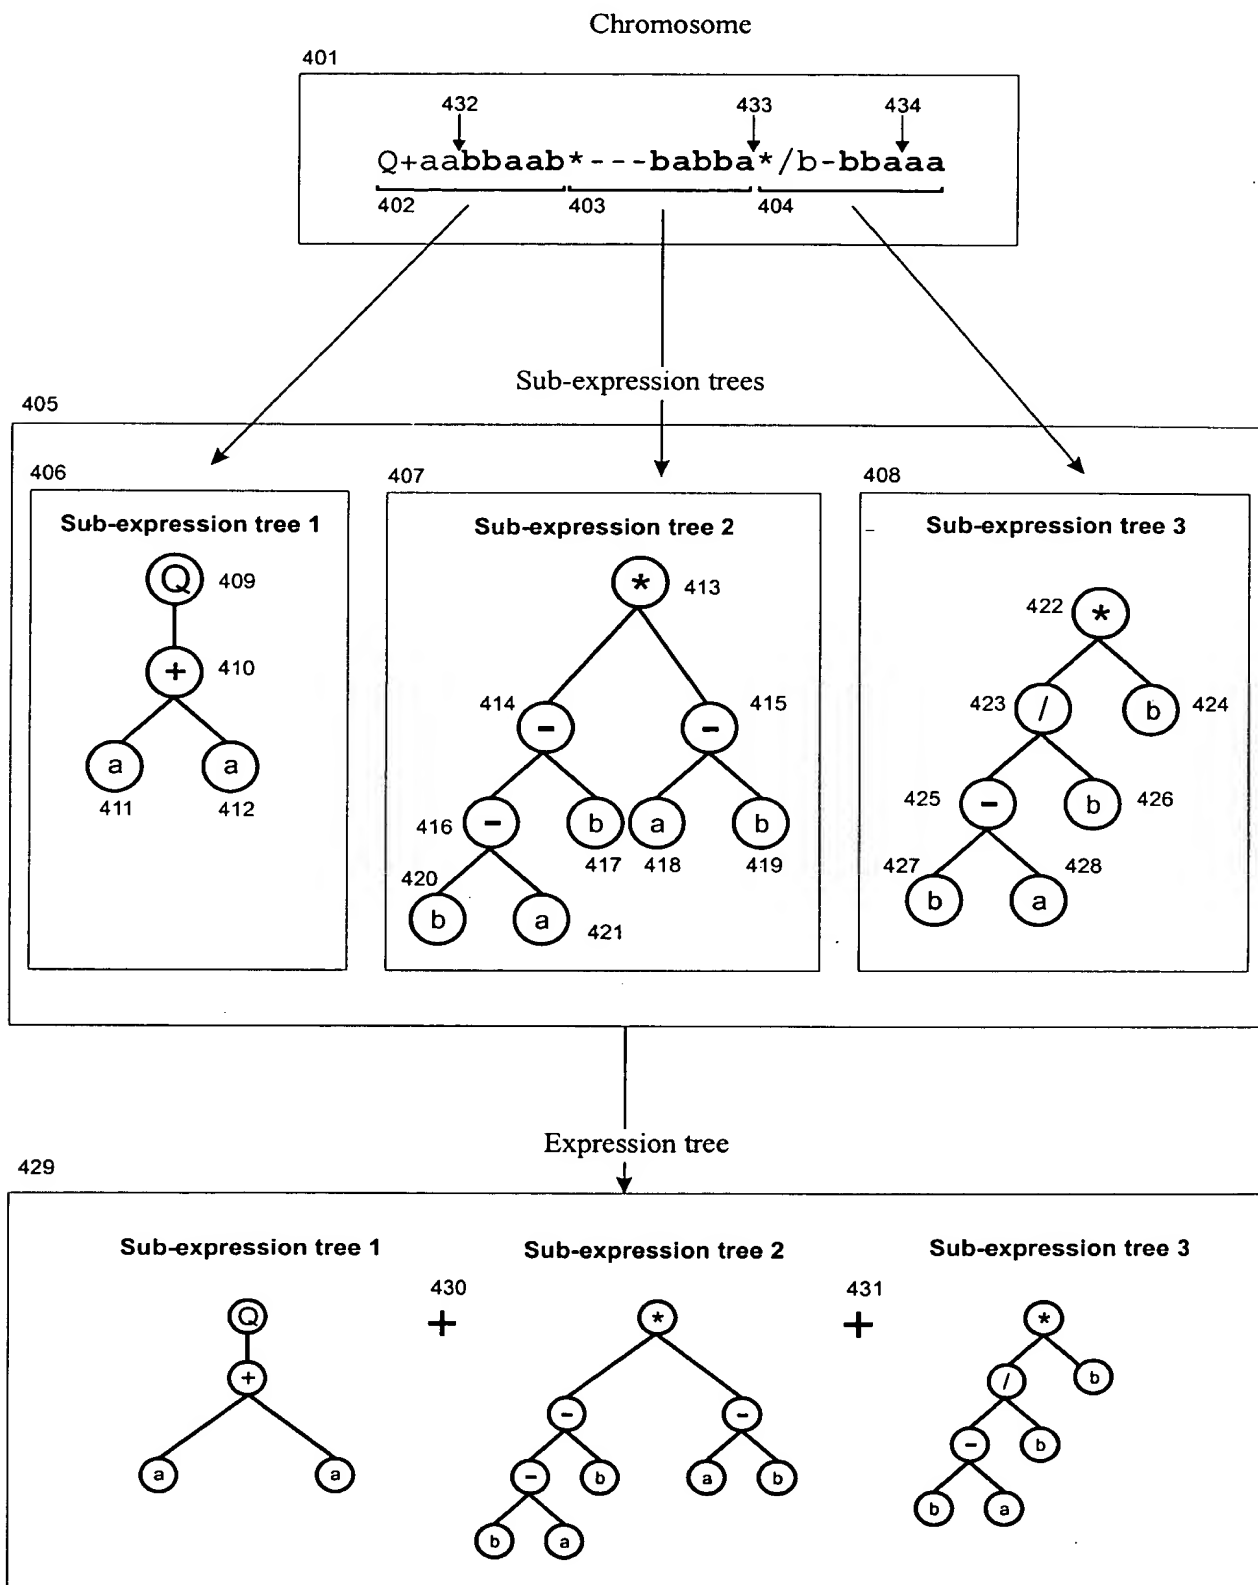 Chromosome
401
432 433 434
Q+aabbaab*---babba*/b-bbaaa
402 403 404
Sub-expression trees
405
406 407 408
Sub-expression tree 1
Q 409
+ 410
a a
411 412
Sub-expression tree 2
* 413
414 - - 415
416 - b a b
417 418 419
420
b a 421
Sub-expression tree 3
422 *
423 / b 424
425 - b 426
427 428
b a
Expression tree
429
Sub-expression tree 1
Q
+
a a
430
+
Sub-expression tree 2
*
- -
- b a b
b a
431
+
Sub-expression tree 3
*
/ b
- b
b a